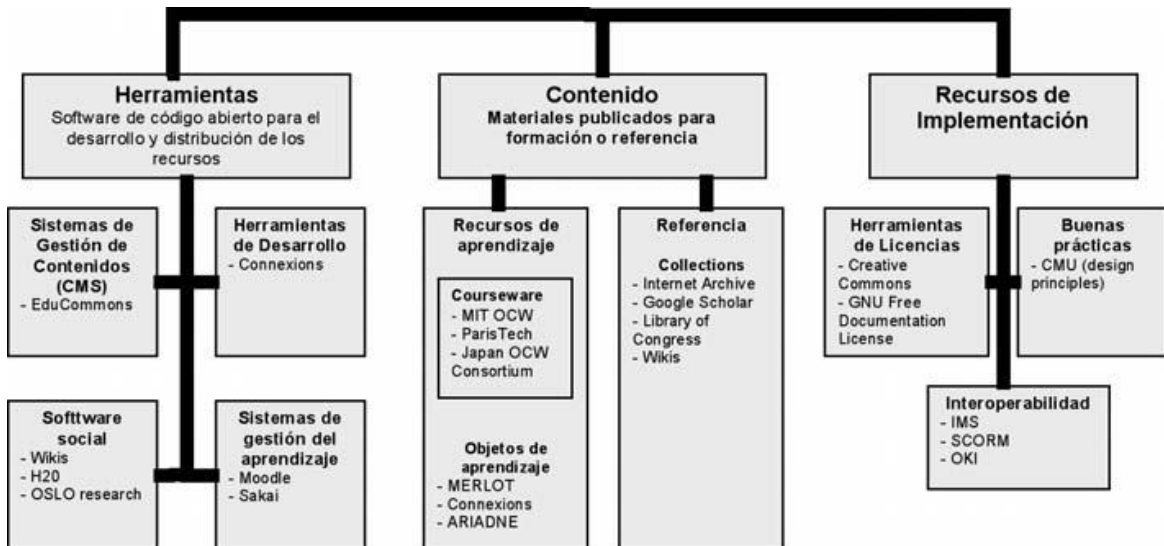 Herramientas
Software de código abierto para el
desarrollo y distribución de los
recursos
Contenido
Materiales publicados para
formación o referencia
Recursos de
Implementación
Sistemas de
Gestión de
Contenidos
(CMS)
- EduCommons
Herramientas
de Desarrollo
- Connexions
Softtware
social
- Wikis
- H20
- OSLO research
Sistemas de
gestión del
aprendizaje
- Moodle
- Sakai
Recursos
de aprendizaje
Courseware
- MIT OCW
- ParisTech
- Japan OCW
Consortium
Objetos de
aprendizaje
- MERLOT
- Connexions
- ARIADNE
Referencia
Collections
- Internet Archive
- Google Scholar
- Library of
Congress
- Wikis
Herramientas
de Licencias
- Creative
Commons
- GNU Free
Documentation
License
Buenas
prácticas
- CMU (design
principles)
Interoperabilidad
- IMS
- SCORM
- OKI